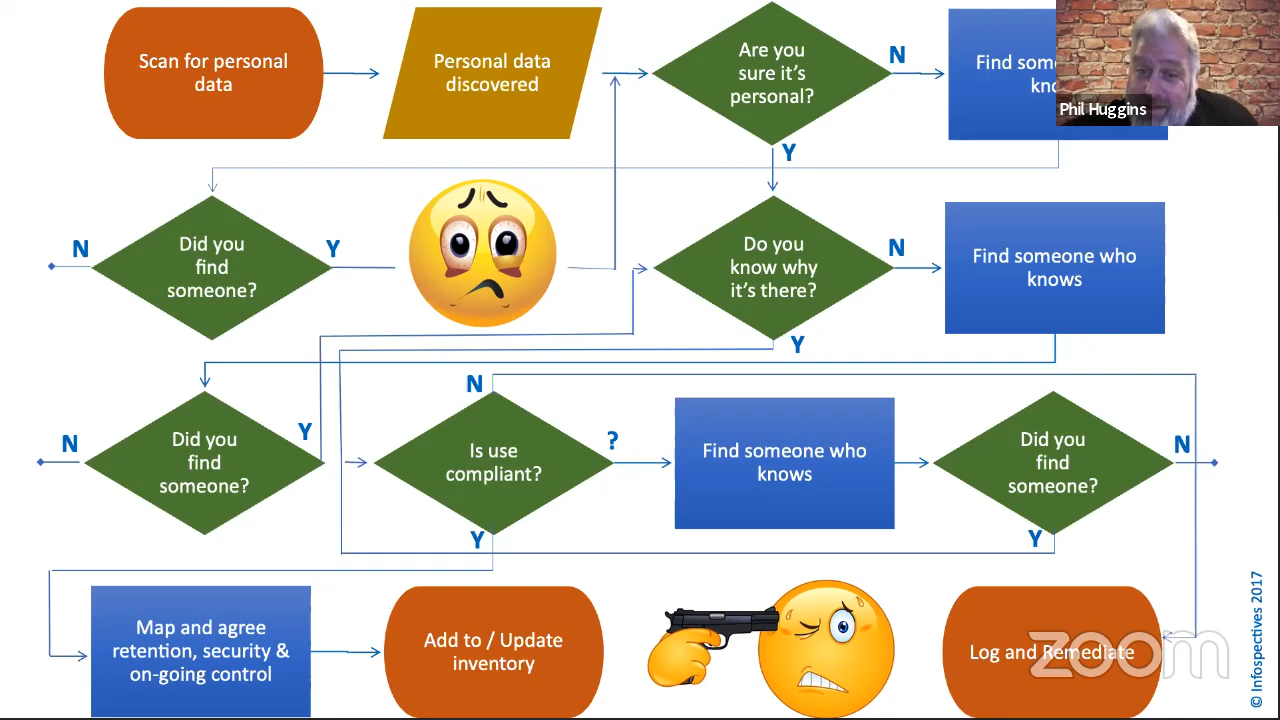 Scan for personal
data
Personal data
discovered
Are you
sure it's
personal?
N
Find
Phil Huggins
Y
N
Did you
find
someone?
Y
Do you
know why
it's there?
N
Find someone who
knows
Y
N
Did you
find
someone?
Y
N
Is use
compliant?
?
Find someone who
knows
Did you
find
someone?
N
Y
Y
Map and agree
retention, security &
on-going control
Add to / Update
inventory
Log and Remediate
zoom
© Infospectives 2017